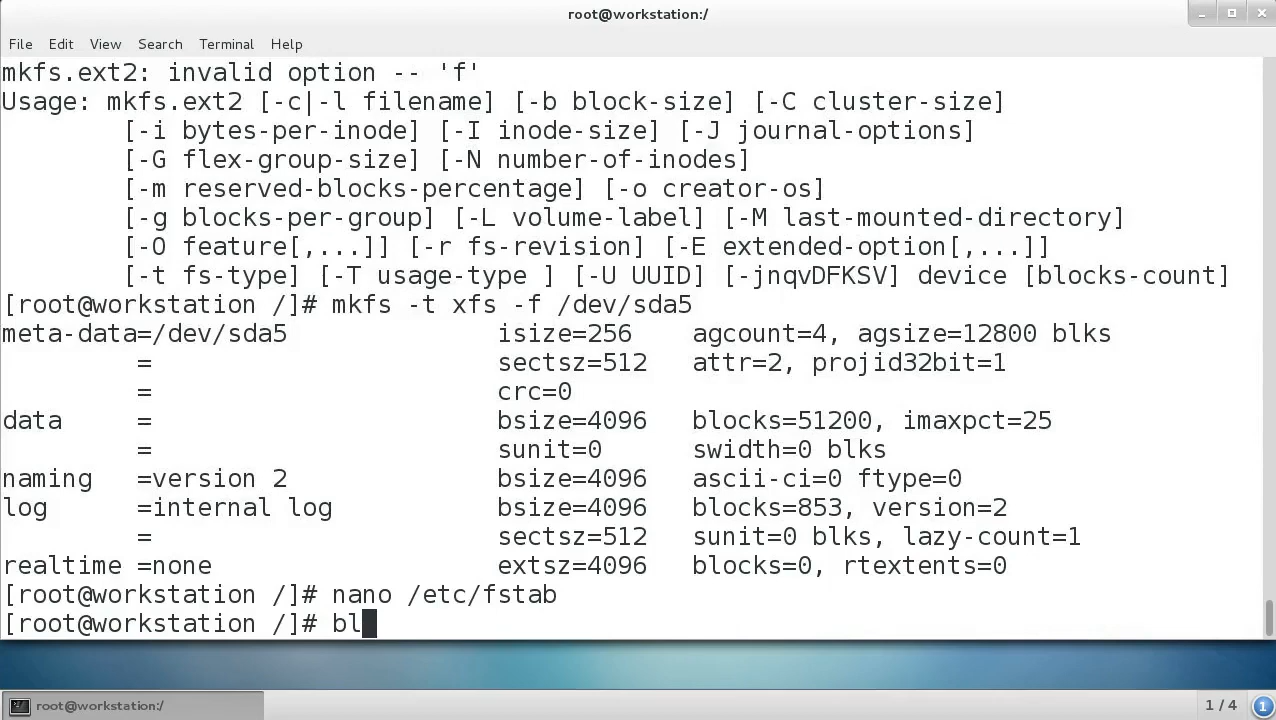 root@workstation:/
File Edit View Search Terminal Help
mkfs.ext2: invalid option -- 'f'
Usage: mkfs.ext2 [-c|-l filename] [-b block-size] [-C cluster-size]
        [-i bytes-per-inode] [-I inode-size] [-J journal-options]
        [-G flex-group-size] [-N number-of-inodes]
        [-m reserved-blocks-percentage] [-o creator-os]
        [-g blocks-per-group] [-L volume-label] [-M last-mounted-directory]
        [-O feature[,...]] [-r fs-revision] [-E extended-option[,...]]
        [-t fs-type] [-T usage-type ] [-U UUID] [-jnqvDFKSV] device [blocks-count]
[root@workstation /]# mkfs -t xfs -f /dev/sda5
meta-data=/dev/sda5              isize=256    agcount=4, agsize=12800 blks
         =                       sectsz=512   attr=2, projid32bit=1
         =                       crc=0
data     =                       bsize=4096   blocks=51200, imaxpct=25
         =                       sunit=0      swidth=0 blks
naming   =version 2              bsize=4096   ascii-ci=0 ftype=0
log      =internal log           bsize=4096   blocks=853, version=2
         =                       sectsz=512   sunit=0 blks, lazy-count=1
realtime =none                   extsz=4096   blocks=0, rtextents=0
[root@workstation /]# nano /etc/fstab
[root@workstation /]# bl
root@workstation:/ 1 / 4 1